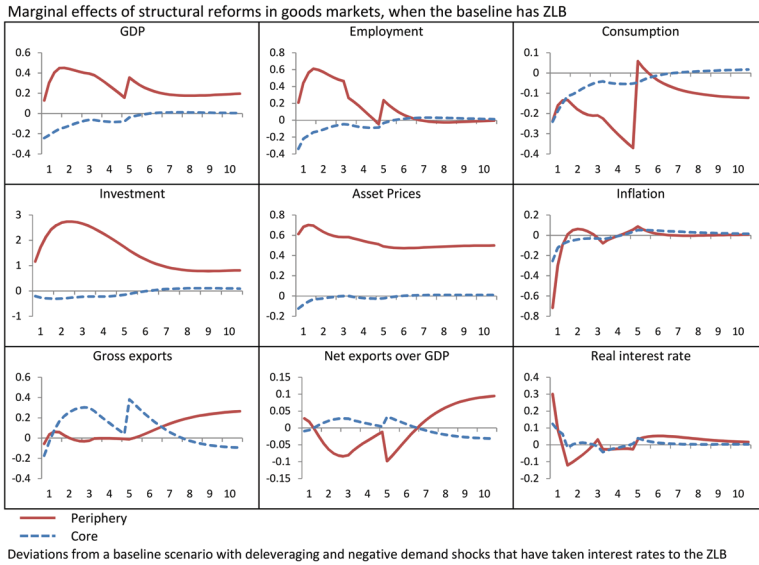 Marginal effects of structural reforms in goods markets, when the baseline has ZLB
GDP
0.6
0.4
0.2
0
-0.2
-0.4
1 2 3 4 5 6 7 8 9 10
Employment
0.8
0.6
0.4
0.2
0
-0.2
-0.4
1 2 3 4 5 6 7 8 9 10
Consumption
0.1
0
-0.1
-0.2
-0.3
-0.4
1 2 3 4 5 6 7 8 9 10
Investment
3
2
1
0
-1
1 2 3 4 5 6 7 8 9 10
Asset Prices
0.8
0.6
0.4
0.2
0
-0.2
1 2 3 4 5 6 7 8 9 10
Inflation
0.2
0
-0.2
-0.4
-0.6
-0.8
1 2 3 4 5 6 7 8 9 10
Gross exports
0.6
0.4
0.2
0
-0.2
-0.4
1 2 3 4 5 6 7 8 9 10
Net exports over GDP
0.15
0.1
0.05
0
-0.05
-0.1
-0.15
1 2 3 4 5 6 7 8 9 10
Real interest rate
0.4
0.3
0.2
0.1
0
-0.1
-0.2
1 2 3 4 5 6 7 8 9 10
Periphery
Core
Deviations from a baseline scenario with deleveraging and negative demand shocks that have taken interest rates to the ZLB